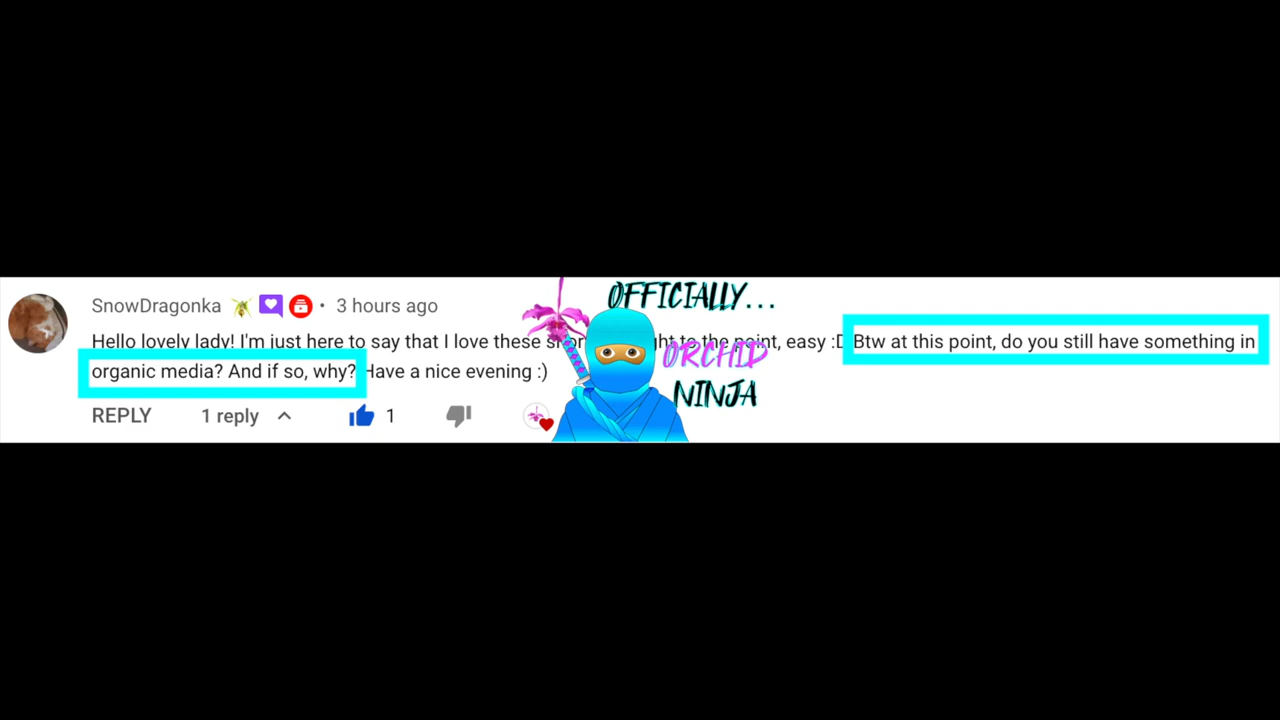 SnowDragonka • 3 hours ago
Hello lovely lady! I'm just here to say that I love these to the point, easy :D Btw at this point, do you still have something in
organic media? And if so, why? Have a nice evening :)
REPLY 1 reply 1
OFFICIALLY...
ORCHID
NINJA